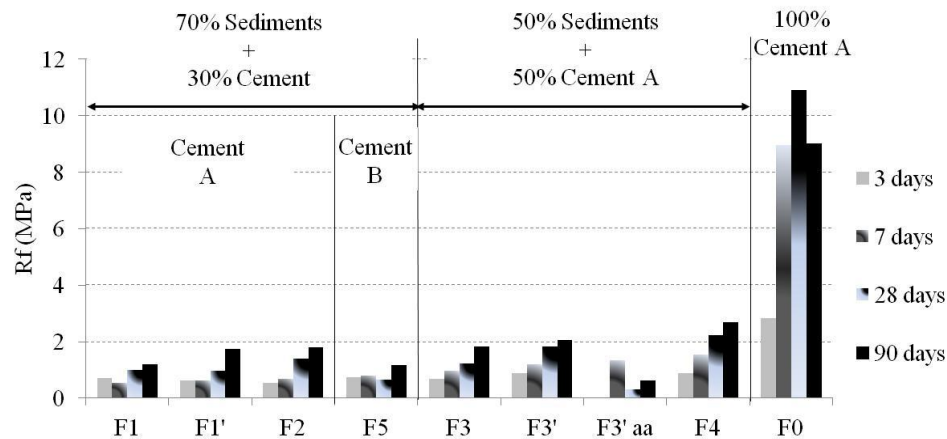 70% Sediments
+
30% Cement
50% Sediments
+
50% Cement A
100%
Cement A
Cement
A
Cement
B
Rf (MPa)
12
10
8
6
4
2
0
F1 F1' F2 F5 F3 F3' F3' aa F4 F0
3 days
7 days
28 days
90 days